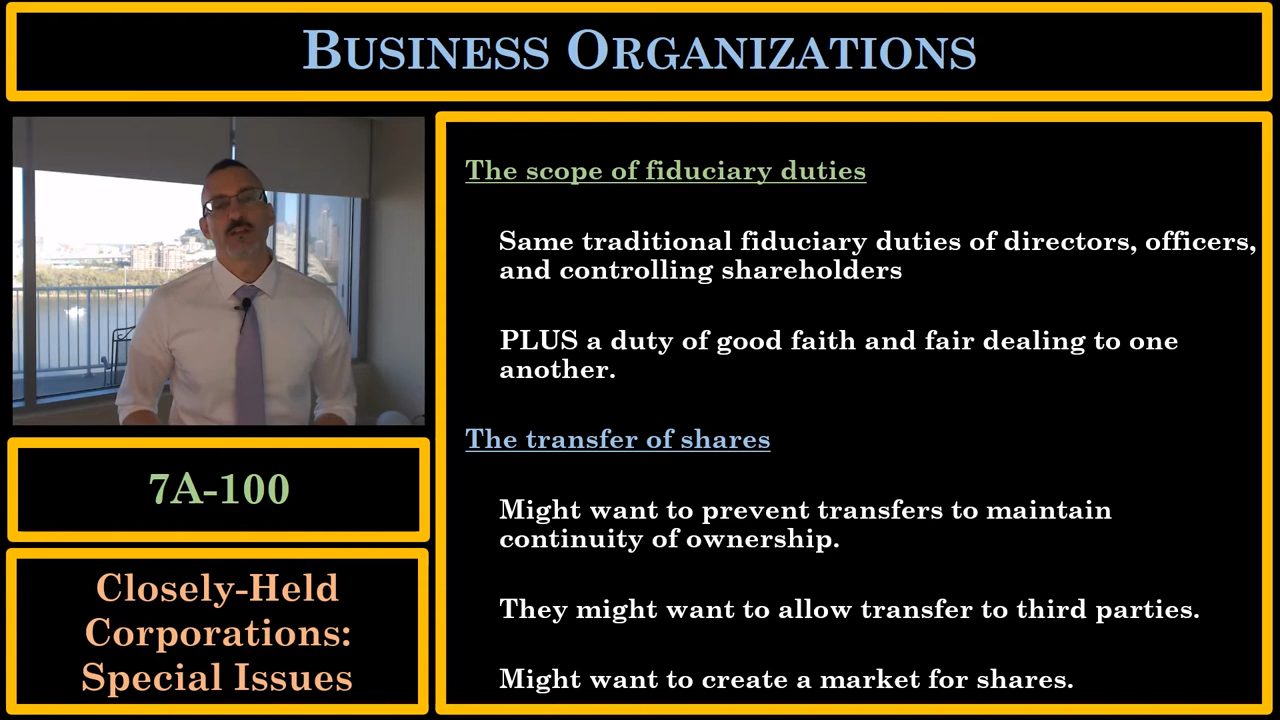 Business Organizations
The scope of fiduciary duties
Same traditional fiduciary duties of directors, officers,
and controlling shareholders
PLUS a duty of good faith and fair dealing to one
another.
The transfer of shares
Might want to prevent transfers to maintain
continuity of ownership.
They might want to allow transfer to third parties.
Might want to create a market for shares.
7A-100
Closely-Held
Corporations:
Special Issues